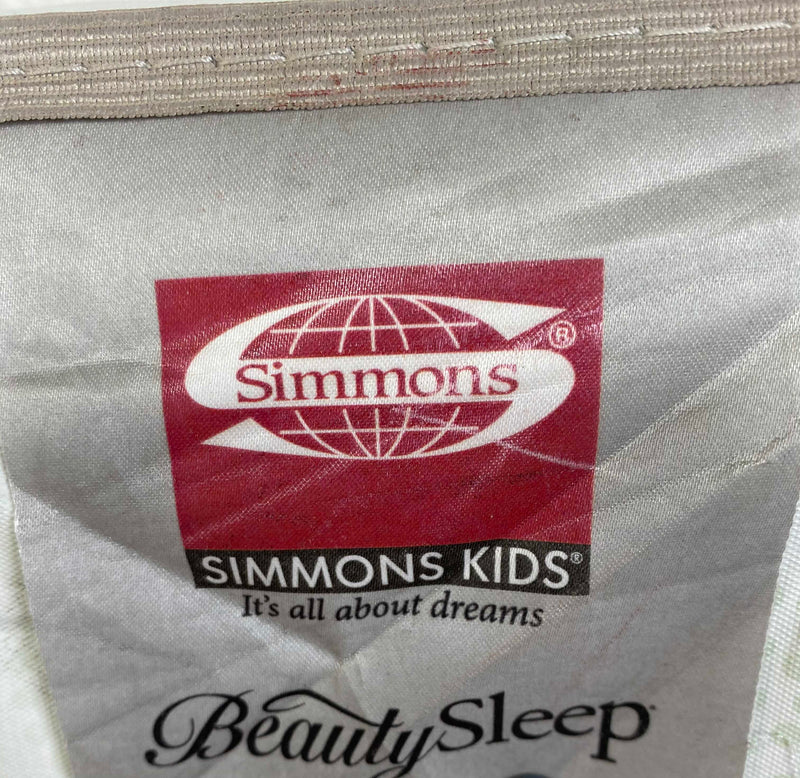 Simmons®
SIMMONS KIDS®
It's all about dreams
BeautySleep